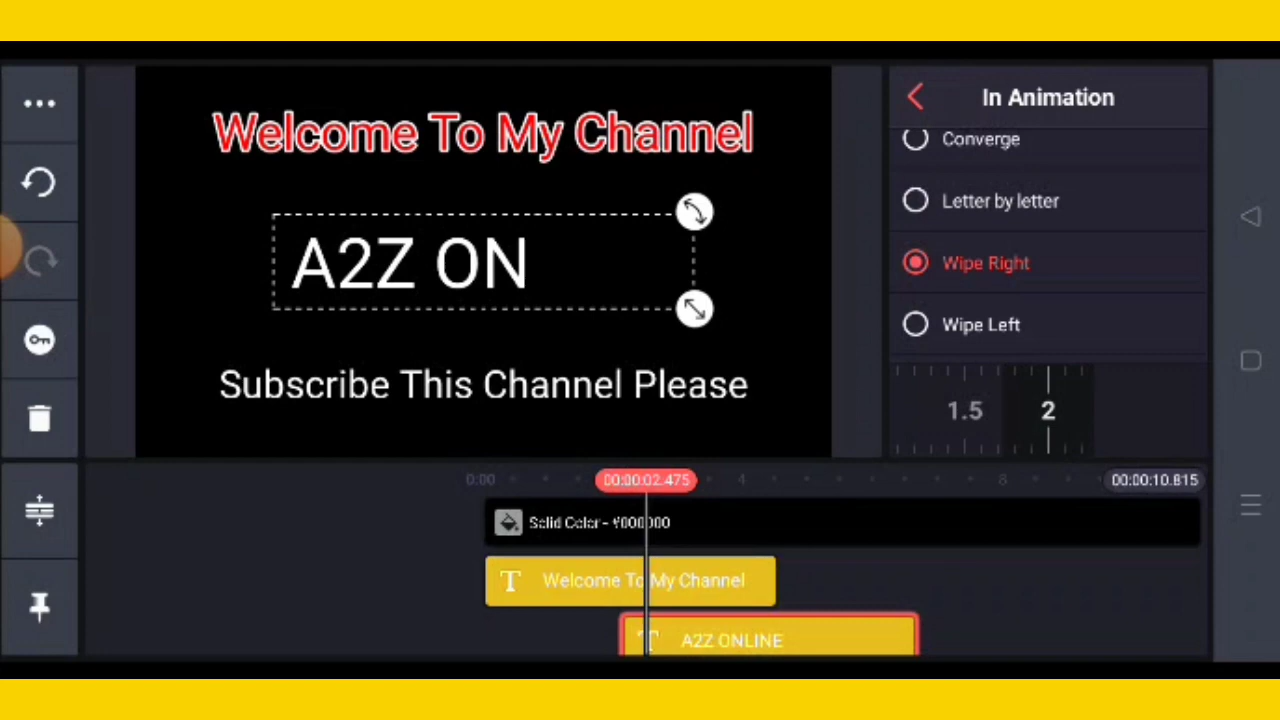 In Animation
Welcome To My Channel
Converge
Letter by letter
A2Z ON
Wipe Right
Wipe Left
Subscribe This Channel Please
1.5 2
0:00 00:00:02.475 4 8 00:00:10.815
Solid Color - #000000
T Welcome To My Channel
T A2Z ONLINE